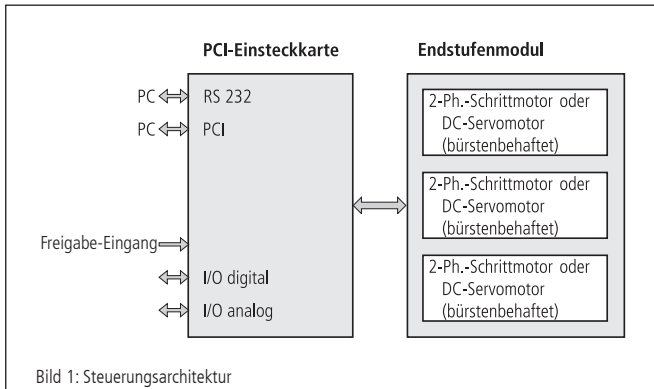 PCI-Einsteckkarte
Endstufenmodul
PC
RS 232
PC
PCI
Freigabe-Eingang
I/O digital
I/O analog
2-Ph.-Schrittmotor oder
DC-Servomotor
(bürstenbehaftet)
2-Ph.-Schrittmotor oder
DC-Servomotor
(bürstenbehaftet)
2-Ph.-Schrittmotor oder
DC-Servomotor
(bürstenbehaftet)
Bild 1: Steuerungsarchitektur